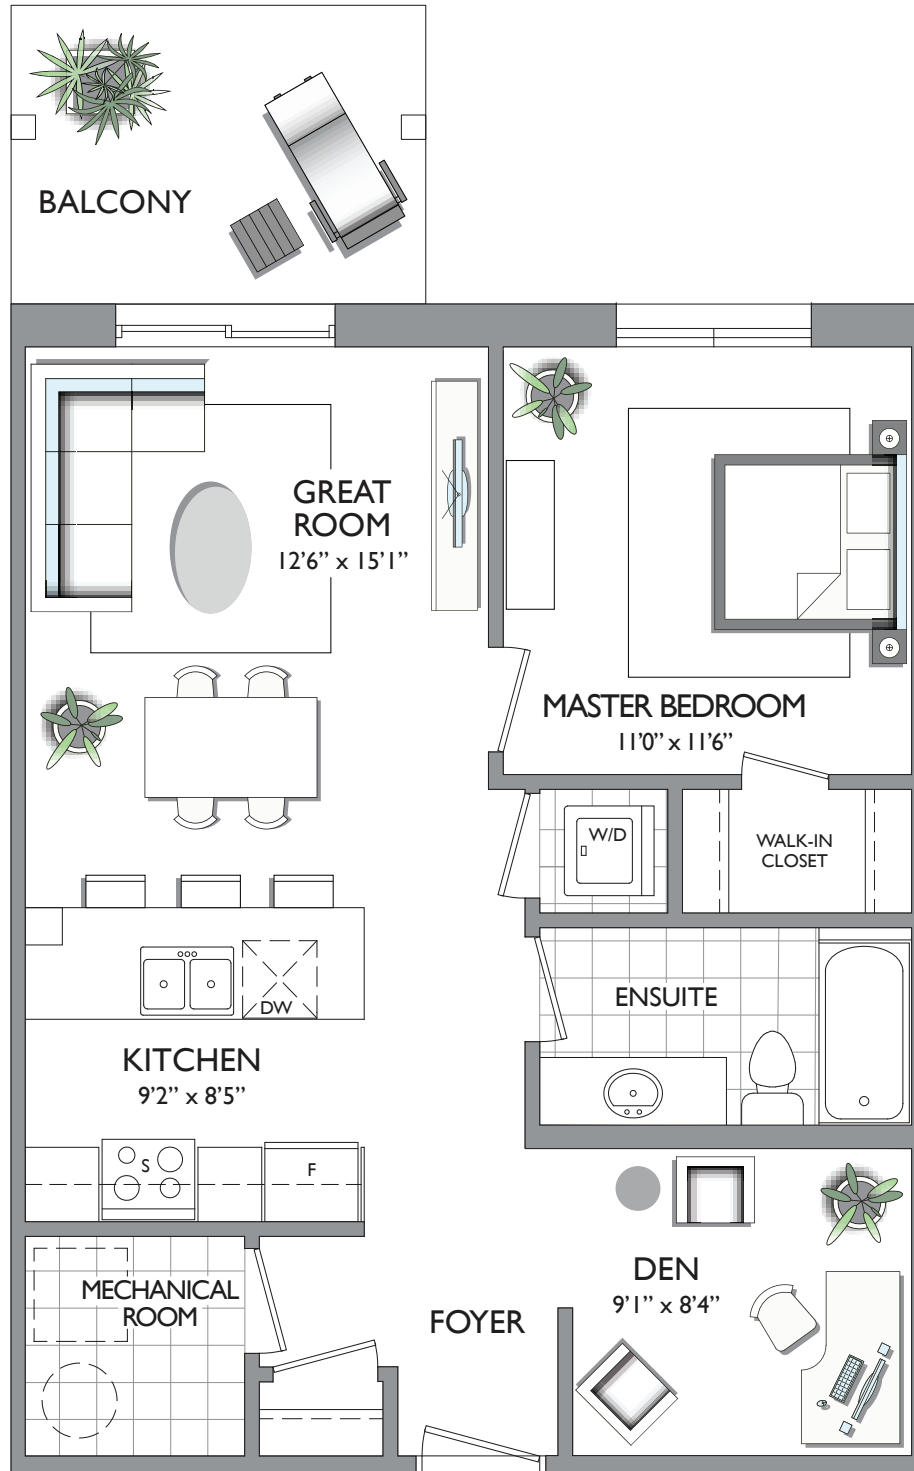 BALCONY
GREAT
ROOM
12'6” x 15'1”
MASTER BEDROOM
11'0” x 11'6”
W/D
WALK-IN
CLOSET
ENSUITE
DW
KITCHEN
9'2” x 8'5”
S
F
DEN
9'1” x 8'4”
MECHANICAL
ROOM
FOYER